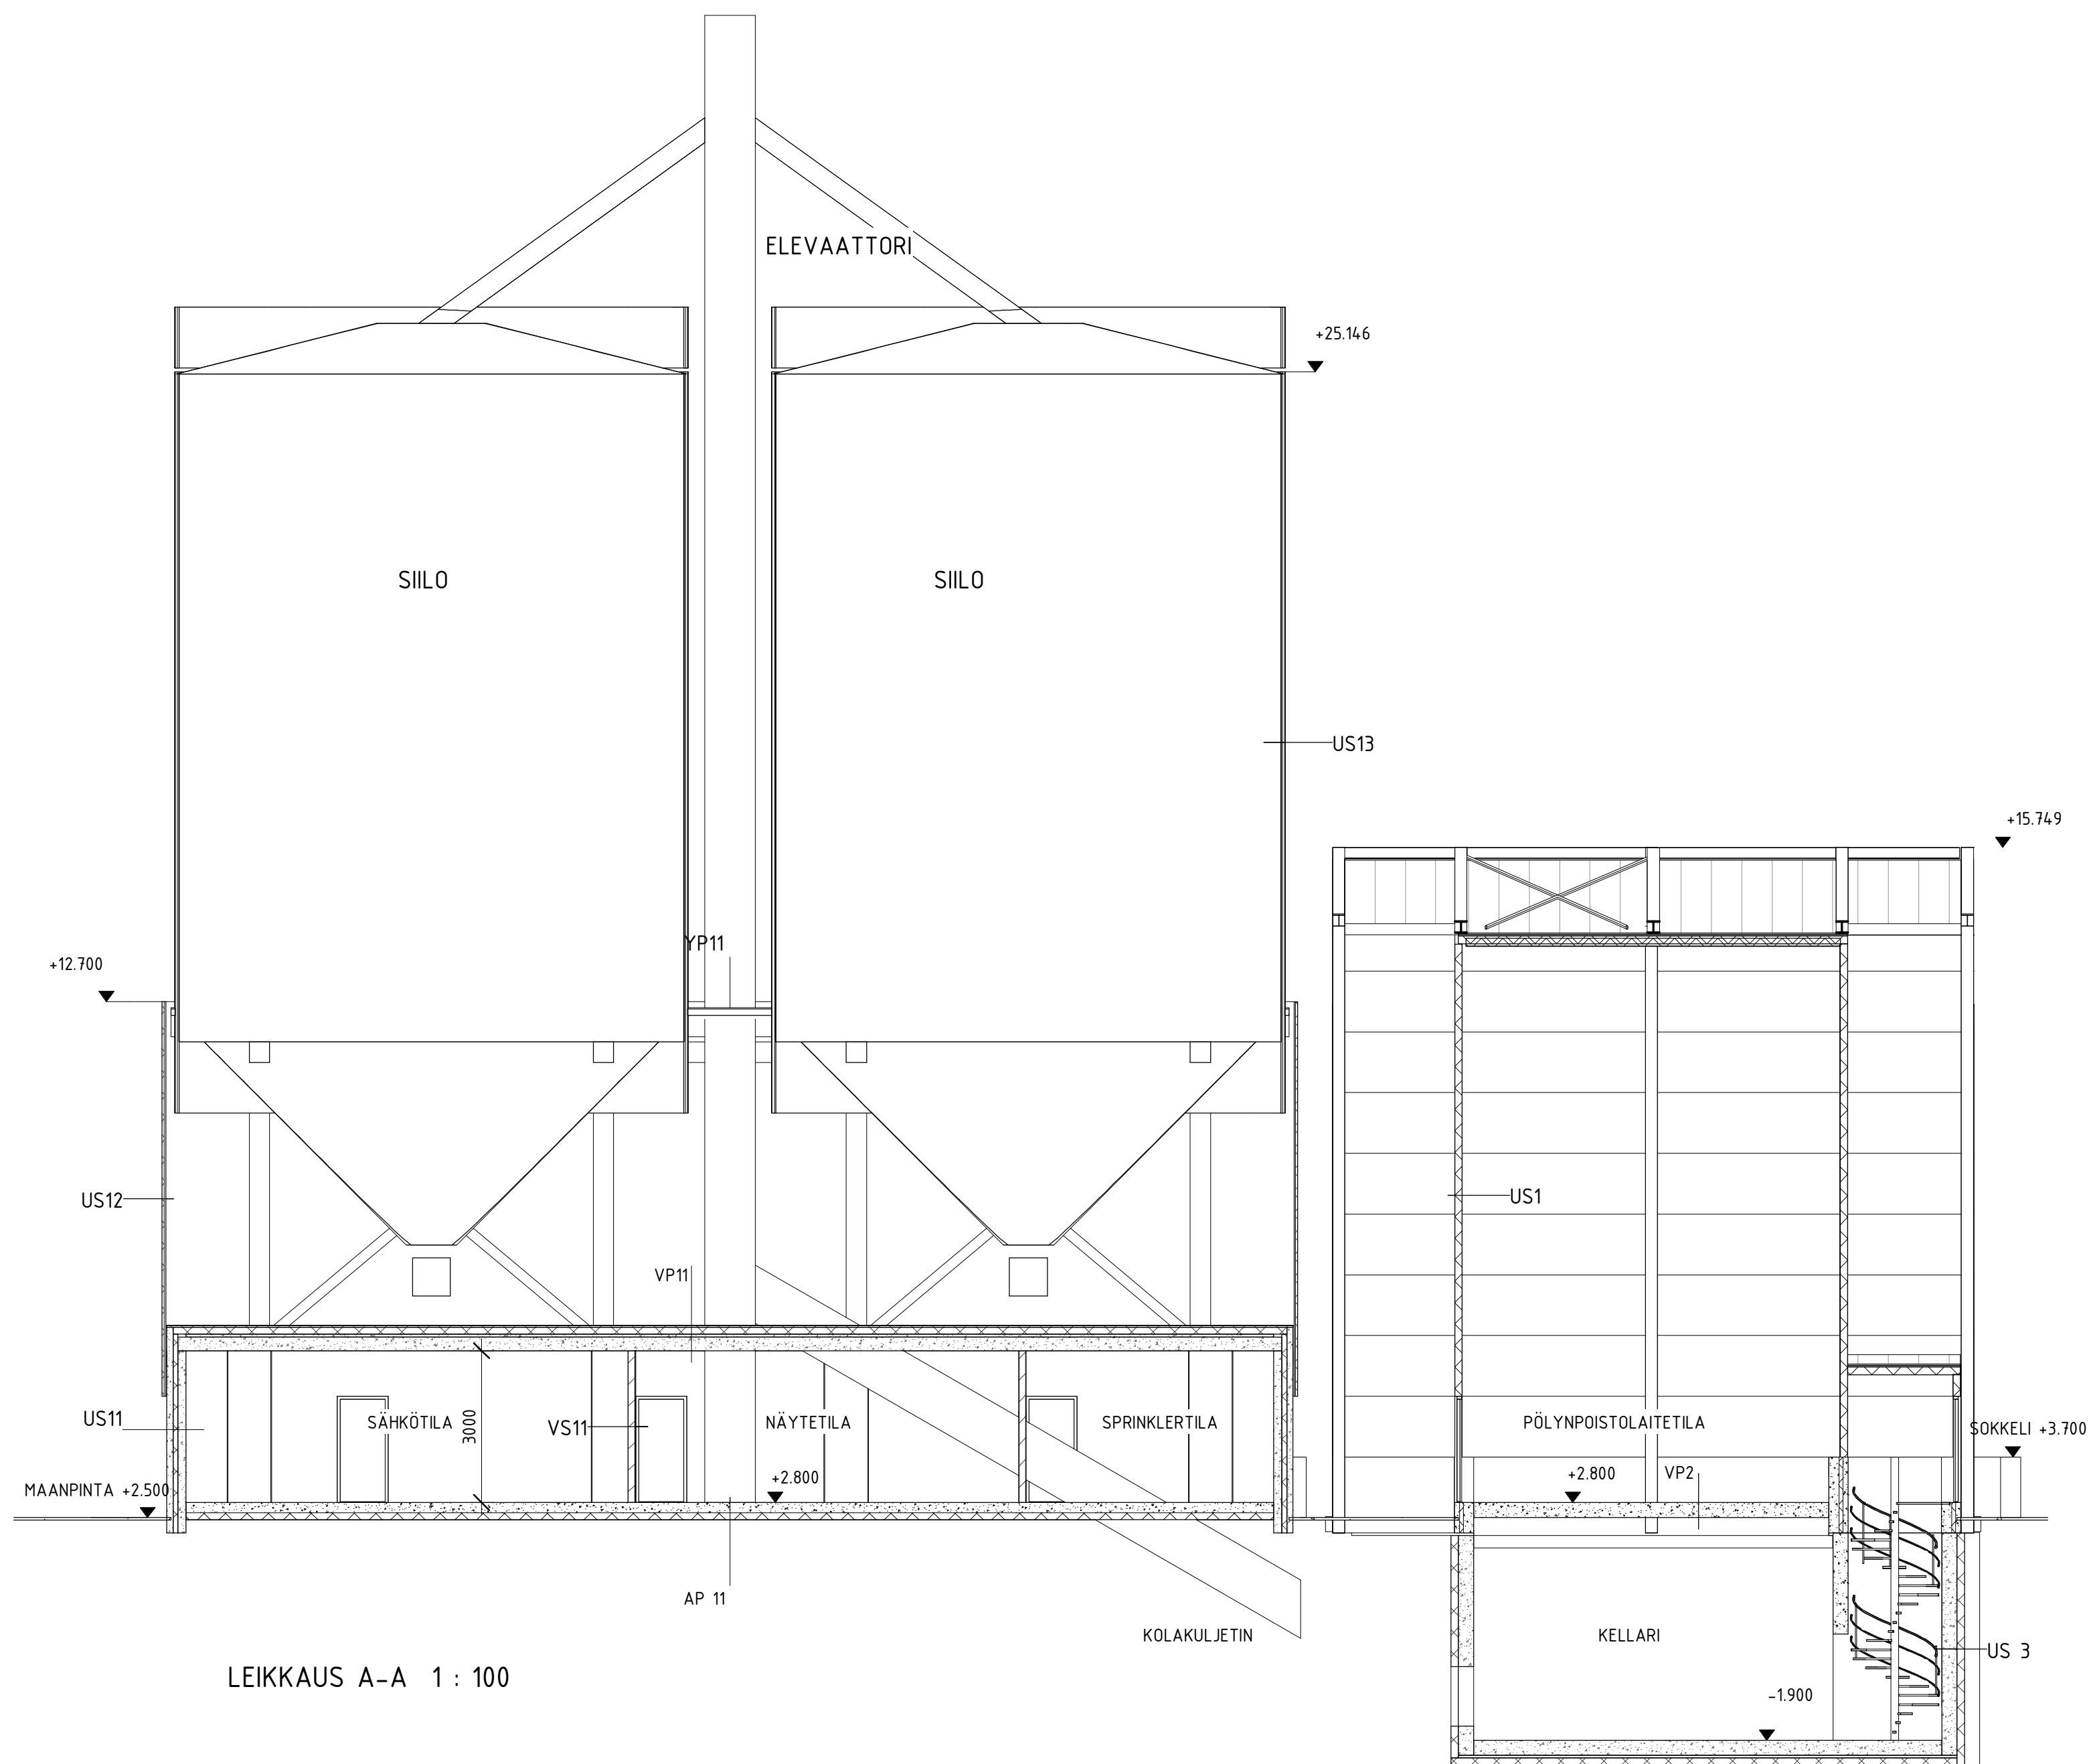 ELEVAATTORI
+25.146
SIILO
SIILO
US13
+15.749
YP11
+12.700
US12
US1
VP11
US11
SÄHKÖTILA
3000
VS11
NÄYTETILA
SPRINKLERTILA
PÖLYNPOISTOLAITETILA
SOKKELI +3.700
MAANPINTA +2.500
+2.800
+2.800
VP2
AP 11
KOLAKULJETIN
KELLARI
US 3
LEIKKAUS A-A 1 : 100
-1.900